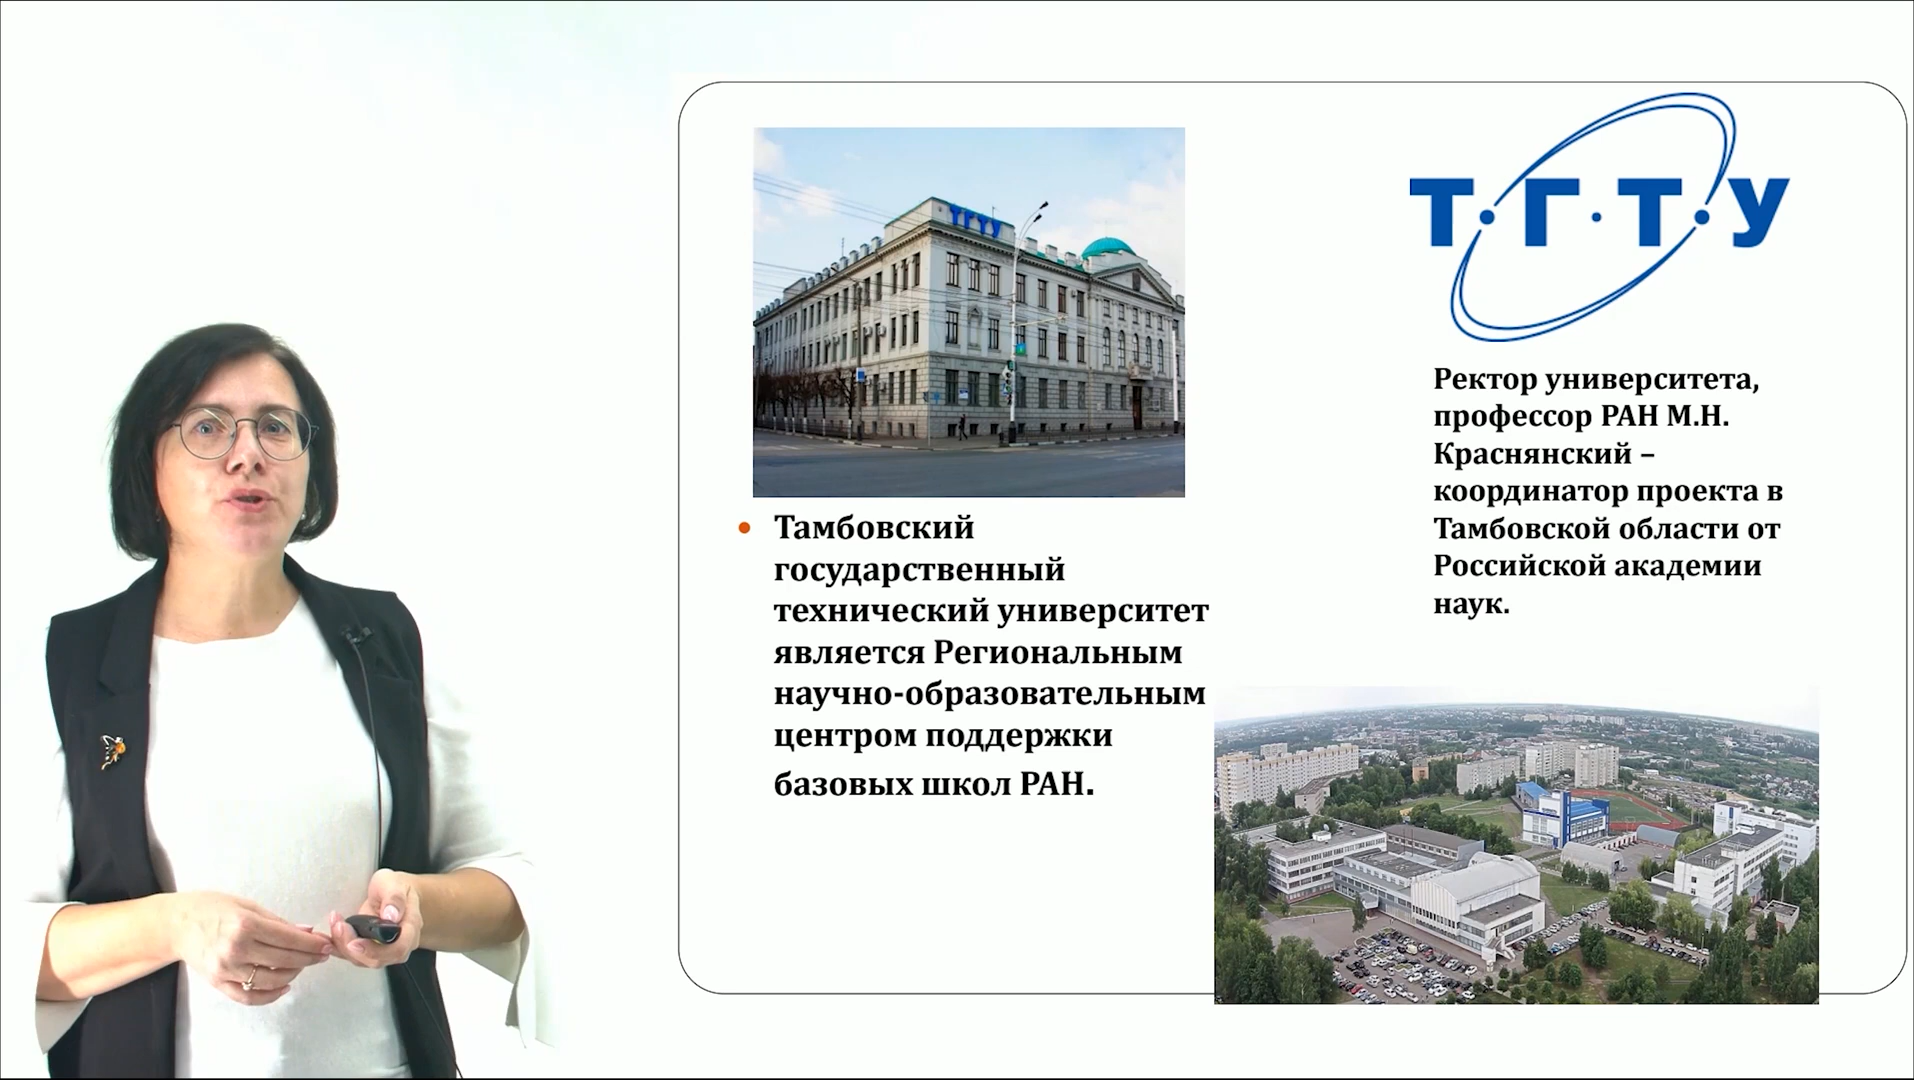 ТГТУ
Тамбовский
государственный
технический университет
является Региональным
научно-образовательным
центром поддержки
базовых школ РАН.
Т·Г·Т·У
Ректор университета,
профессор РАН М.Н.
Краснянский –
координатор проекта в
Тамбовской области от
Российской академии
наук.